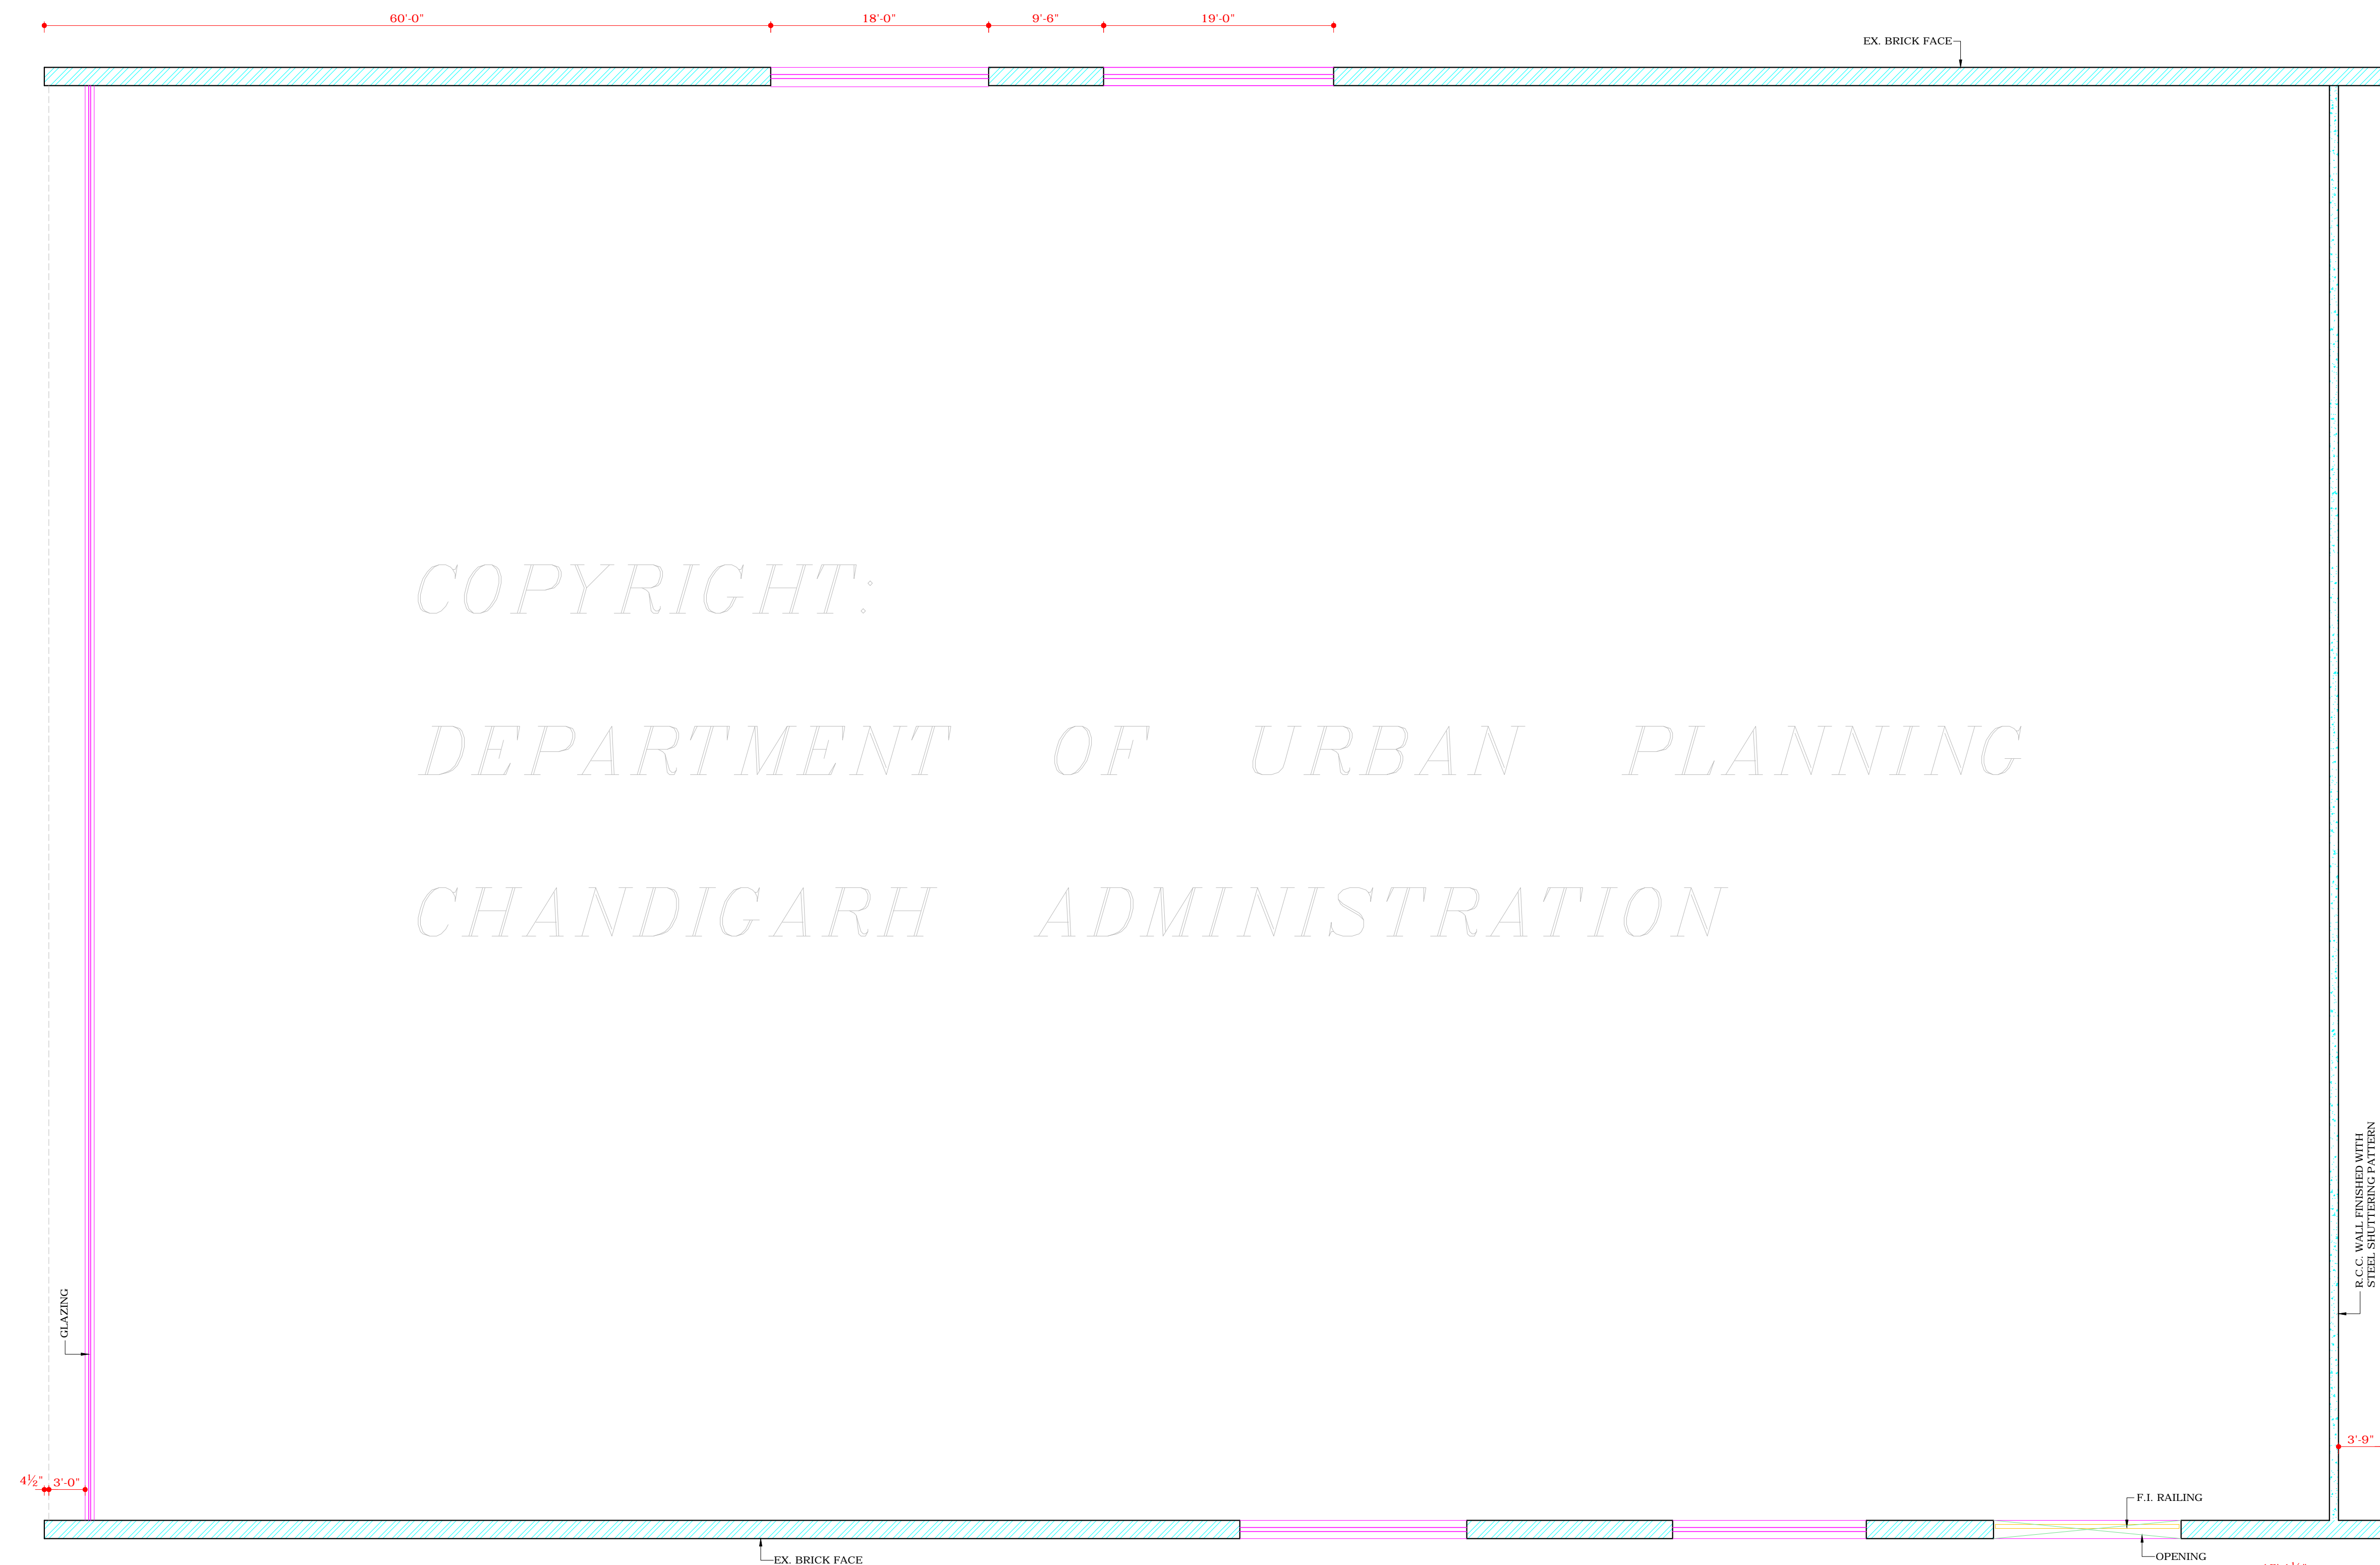 60'-0" 18'-0" 9'-6" 19'-0"
EX. BRICK FACE
COPYRIGHT:
DEPARTMENT OF URBAN PLANNING
CHANDIGARH ADMINISTRATION
R.C.C. WALL FINISHED WITH
STEEL SHUTTERING PATTERN
GLAZING
3'-9"
4½" 3'-0"
F.I. RAILING
EX. BRICK FACE
OPENING